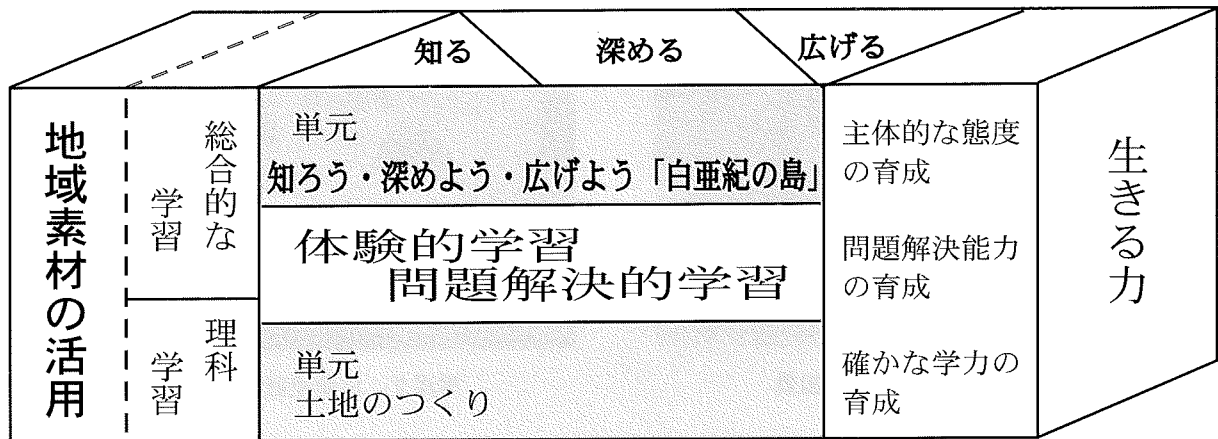 知る
深める
広げる
地域素材の活用
総合的な
学習
理科
学習
単元
知ろう・深めよう・広げよう「白亜紀の島」
体験的学習
問題解決的学習
単元
土地のつくり
主体的な態度
の育成
問題解決能力
の育成
確かな学力の
育成
生きる力